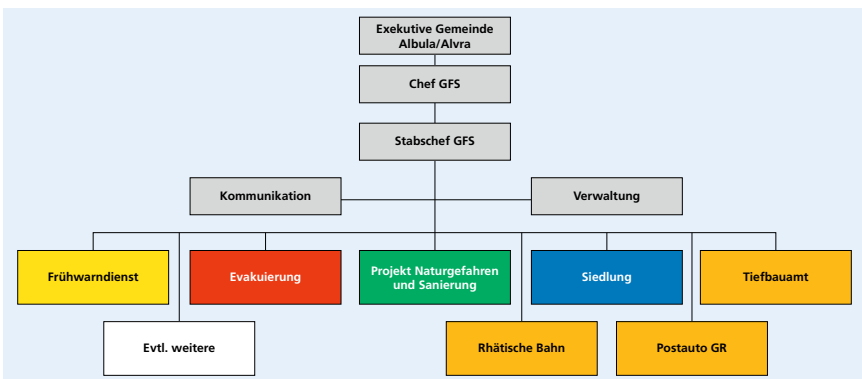 Exekutive Gemeinde
Albula/Alvra
Chef GFS
Stabschef GFS
Kommunikation
Verwaltung
Frühwarndienst
Evakuierung
Projekt Naturgefahren
und Sanierung
Siedlung
Tiefbauamt
Evtl. weitere
Rhätische Bahn
Postauto GR